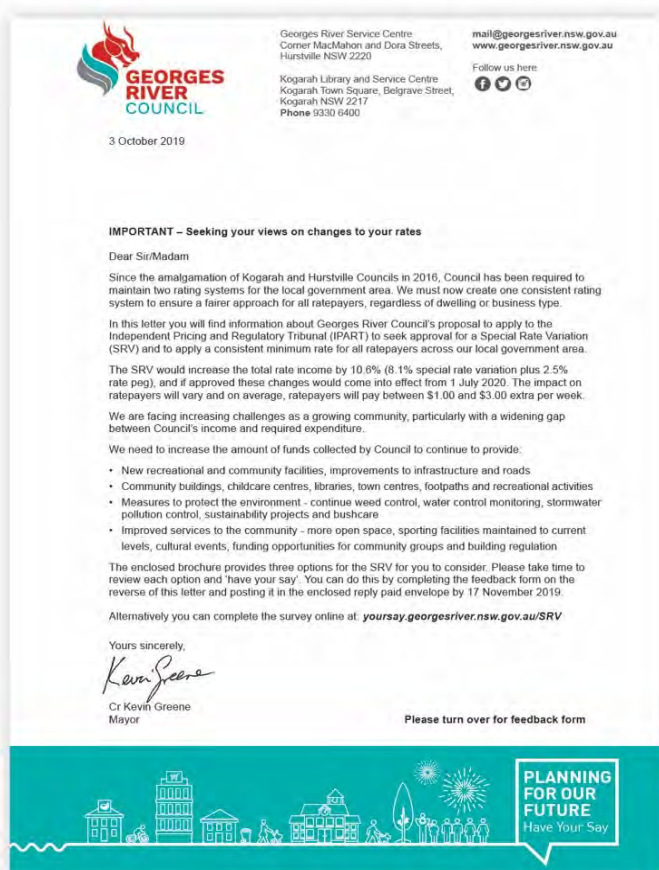 GEORGES
RIVER
COUNCIL
Georges River Service Centre
Corner MacMahon and Dora Streets,
Hurstville NSW 2220
Kogarah Library and Service Centre
Kogarah Town Square, Belgrave Street,
Kogarah NSW 2217
Phone 9330 6400
mail@georgesriver.nsw.gov.au
www.georgesriver.nsw.gov.au
Follow us here
3 October 2019
IMPORTANT – Seeking your views on changes to your rates
Dear Sir/Madam
Since the amalgamation of Kogarah and Hurstville Councils in 2016, Council has been required to
maintain two rating systems for the local government area. We must now create one consistent rating
system to ensure a fairer approach for all ratepayers, regardless of dwelling or business type.
In this letter you will find information about Georges River Council's proposal to apply to the
Independent Pricing and Regulatory Tribunal (IPART) to seek approval for a Special Rate Variation
(SRV) and to apply a consistent minimum rate for all ratepayers across our local government area.
The SRV would increase the total rate income by 10.6% (8.1% special rate variation plus 2.5%
rate peg), and if approved these changes would come into effect from 1 July 2020. The impact on
ratepayers will vary and on average, ratepayers will pay between $1.00 and $3.00 extra per week.
We are facing increasing challenges as a growing community, particularly with a widening gap
between Council's income and required expenditure.
We need to increase the amount of funds collected by Council to continue to provide:
• New recreational and community facilities, improvements to infrastructure and roads
• Community buildings, childcare centres, libraries, town centres, footpaths and recreational activities
• Measures to protect the environment - continue weed control, water control monitoring, stormwater
pollution control, sustainability projects and bushcare
• Improved services to the community - more open space, sporting facilities maintained to current
levels, cultural events, funding opportunities for community groups and building regulation
The enclosed brochure provides three options for the SRV for you to consider. Please take time to
review each option and 'have your say'. You can do this by completing the feedback form on the
reverse of this letter and posting it in the enclosed reply paid envelope by 17 November 2019.
Alternatively you can complete the survey online at: yoursay.georgesriver.nsw.gov.au/SRV
Yours sincerely,
Kevin Greene
Cr Kevin Greene
Mayor
Please turn over for feedback form
PLANNING
FOR OUR
FUTURE
Have Your Say